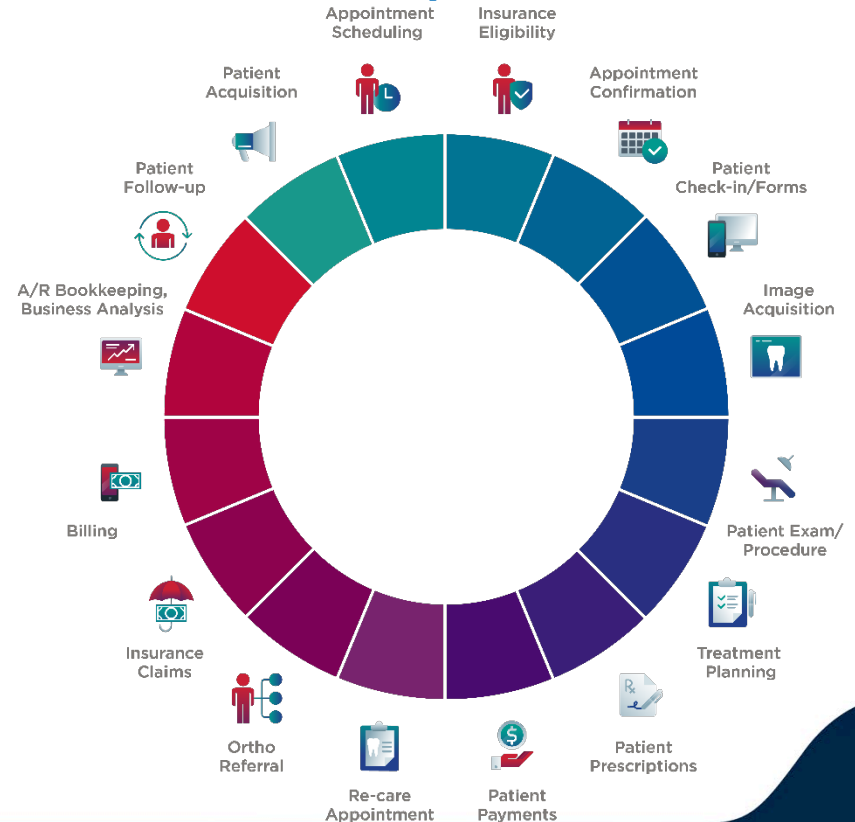 Appointment
Scheduling
Insurance
Eligibility
Appointment
Confirmation
Patient
Check-in/Forms
Image
Acquisition
Patient Exam/
Procedure
Treatment
Planning
Rx
Patient
Prescriptions
$
Patient
Payments
Re-care
Appointment
Ortho
Referral
Insurance
Claims
Billing
A/R Bookkeeping,
Business Analysis
Patient
Follow-up
Patient
Acquisition